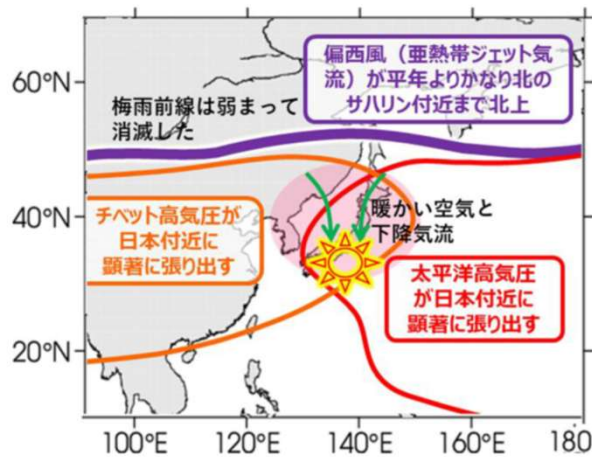 偏西風（亜熱帯ジェット気
流）が平年よりかなり北の
サハリン付近まで北上
60°N
梅雨前線は弱まって
消滅した
40°N
チベット高気圧が
日本付近に
顕著に張り出す
暖かい空気と
下降気流
太平洋高気圧
が日本付近に
顕著に張り出す
20°N
100°E
120°E
140°E
160°E
180